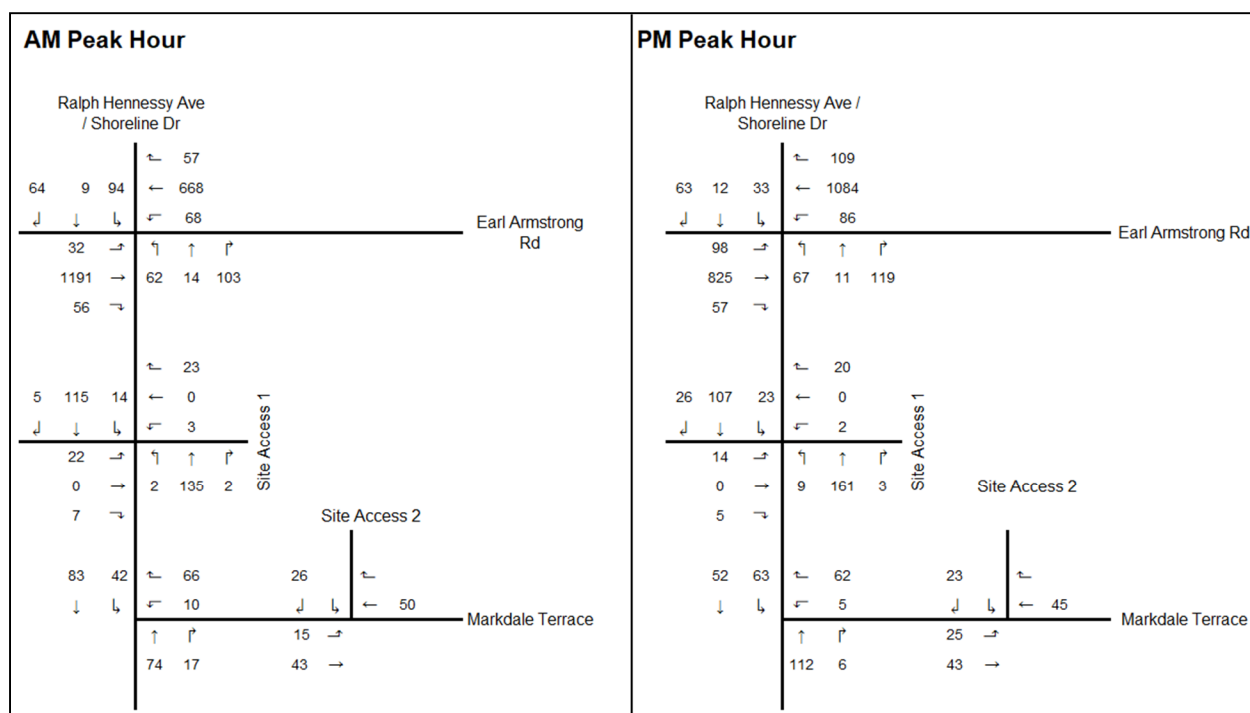 AM Peak Hour
Ralph Hennessy Ave
/ Shoreline Dr
← 57
64 9 94 ← 668
↓ 68
Earl Armstrong
Rd
32
1191 → 62 14 103
56
23
5 115 14 ← 0
↓ 3
Site Access 1
22 ↑
0 → 2 135 2
7
Site Access 2
83 42 66 26
↓ 10 ← 50
Markdale Terrace
↑ 15
74 17 43 →
PM Peak Hour
Ralph Hennessy Ave /
Shoreline Dr
109
63 12 33 ← 1084
↓ 86
Earl Armstrong Rd
98 ↑
825 → 67 11 119
57
20
26 107 23 ← 0
↓ 2
Site Access 1
14 ↑
0 → 9 161 3
5
Site Access 2
52 63 62 23
↓ 5 ← 45
Markdale Terrace
↑ 25
112 6 43 →